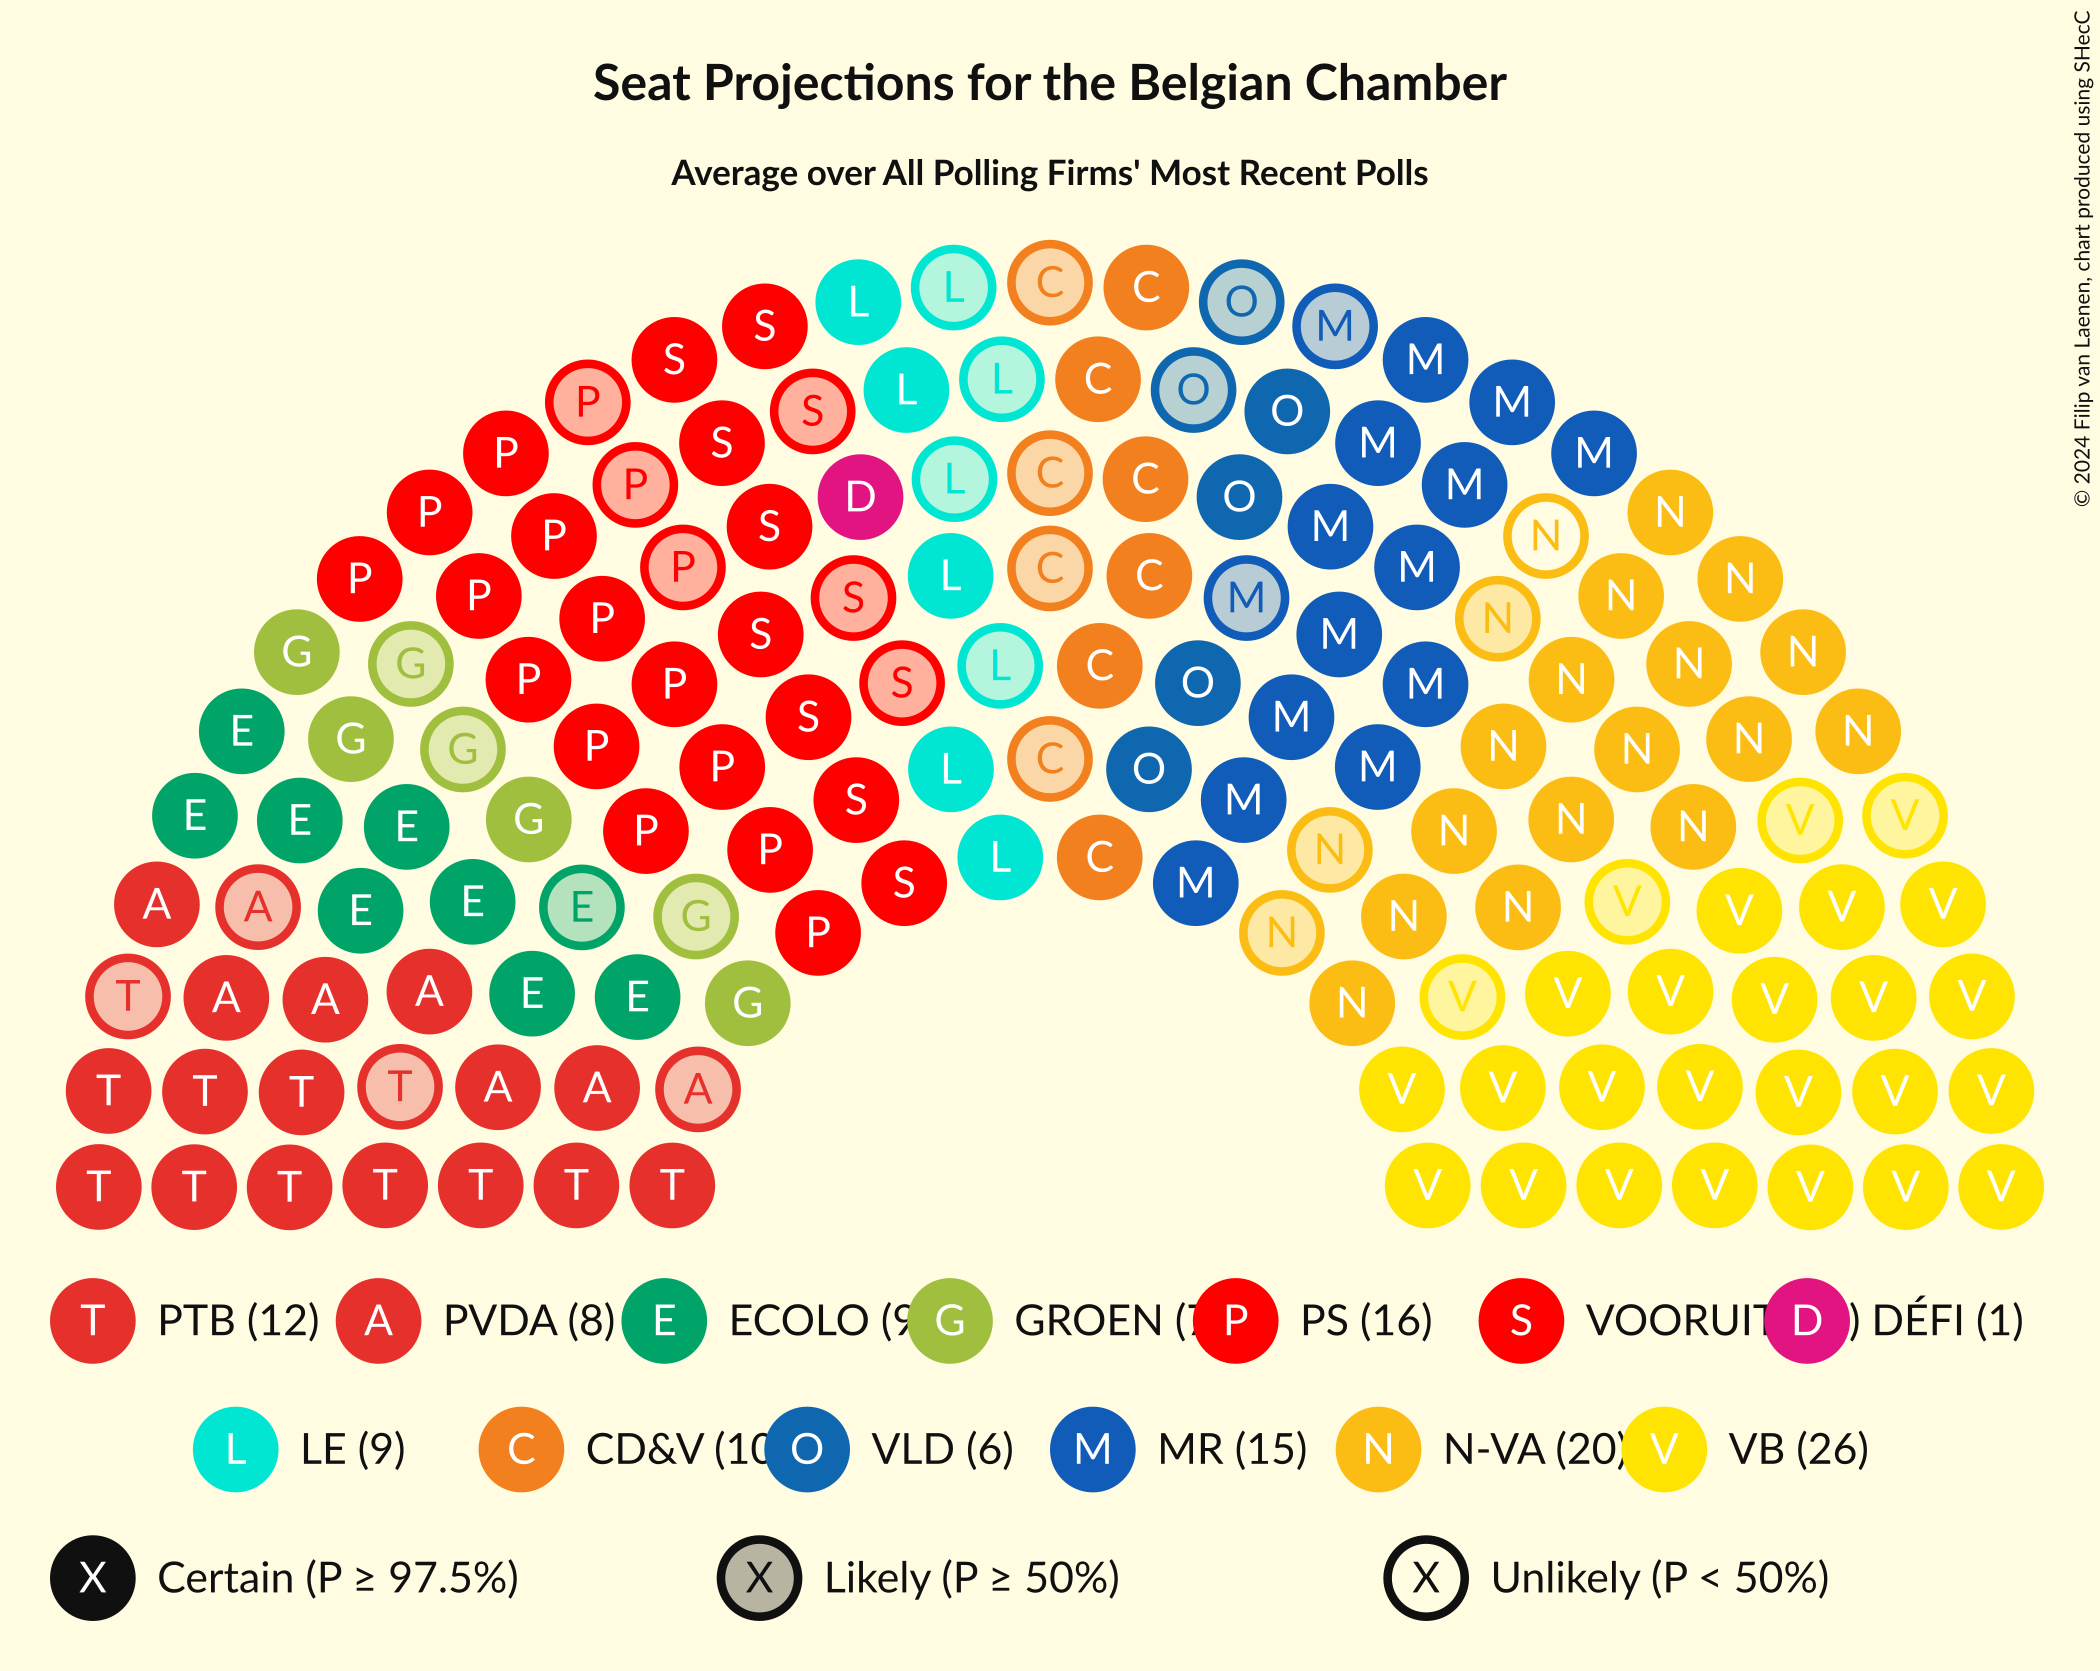 Seat Projections for the Belgian Chamber
Average over All Polling Firms' Most Recent Polls
© 2024 Filip van Laenen, chart produced using SHecC
S L L C C O M
P S S L L C O O M M
P P S D L C C O M M M
P P P S M M N N
P P P S L C C M N N N
G G P P S S L C O M M N N N
E G G P P S L C O M M N N N N
E E E G P P S L C M N N N N V V
A A E E E G P S M N N N V V V V
T A A A E E G N V V V V V V
T T T T A A A V V V V V V V
T T T T T T T V V V V V V V
T PTB (12) A PVDA (8) E ECOLO G GROEN P PS (16) S VOORUIT D DÉFI (1)
L LE (9) C CD&V (10 O VLD (6) M MR (15) N N-VA (20) V VB (26)
X Certain (P ≥ 97.5%) X Likely (P ≥ 50%) X Unlikely (P < 50%)